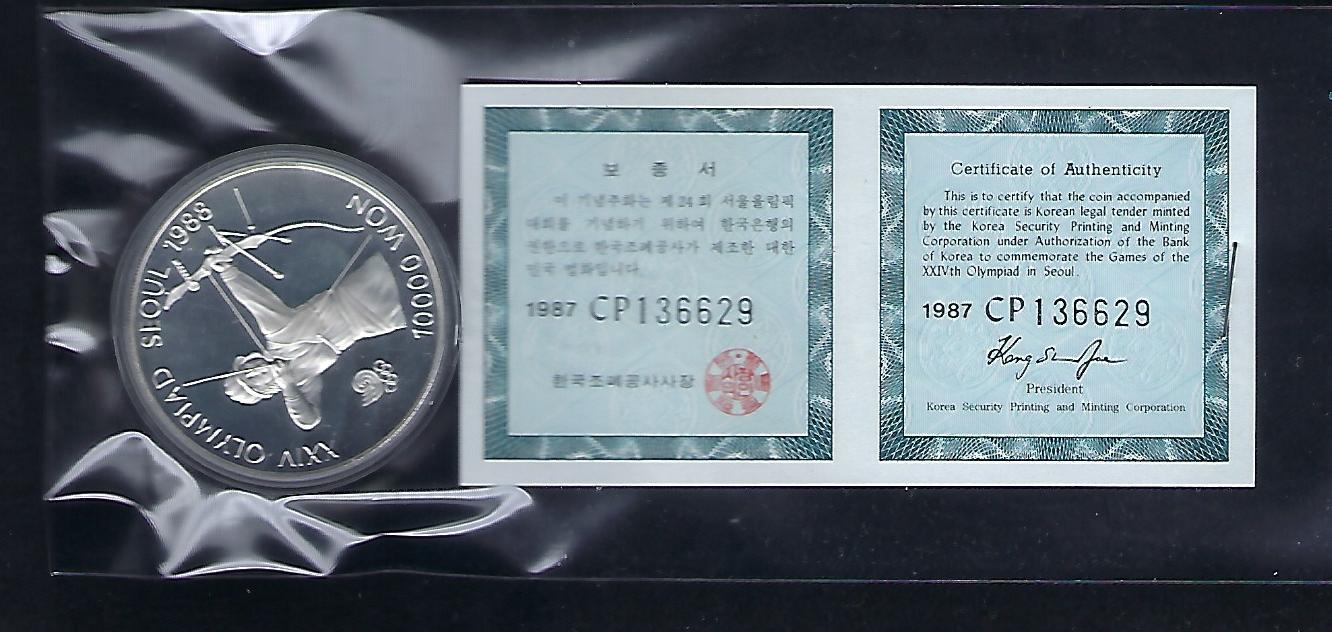 XXIV OLYMPIAD SEOUL 1988
10000 WON
보 증 서
이 기념주화는 제24회 서울올림픽
대회를 기념하기 위하여 한국은행의
권한으로 한국조폐공사가 제조한 대한
민국 법화입니다.
1987 CP136629
한국조폐공사사장
Certificate of Authenticity
This is to certify that the coin accompanied
by this certificate is Korean legal tender minted
by the Korea Security Printing and Minting
Corporation under Authorization of the Bank
of Korea to commemorate the Games of the
XXIVth Olympiad in Seoul.
1987 CP136629
President
Korea Security Printing and Minting Corporation